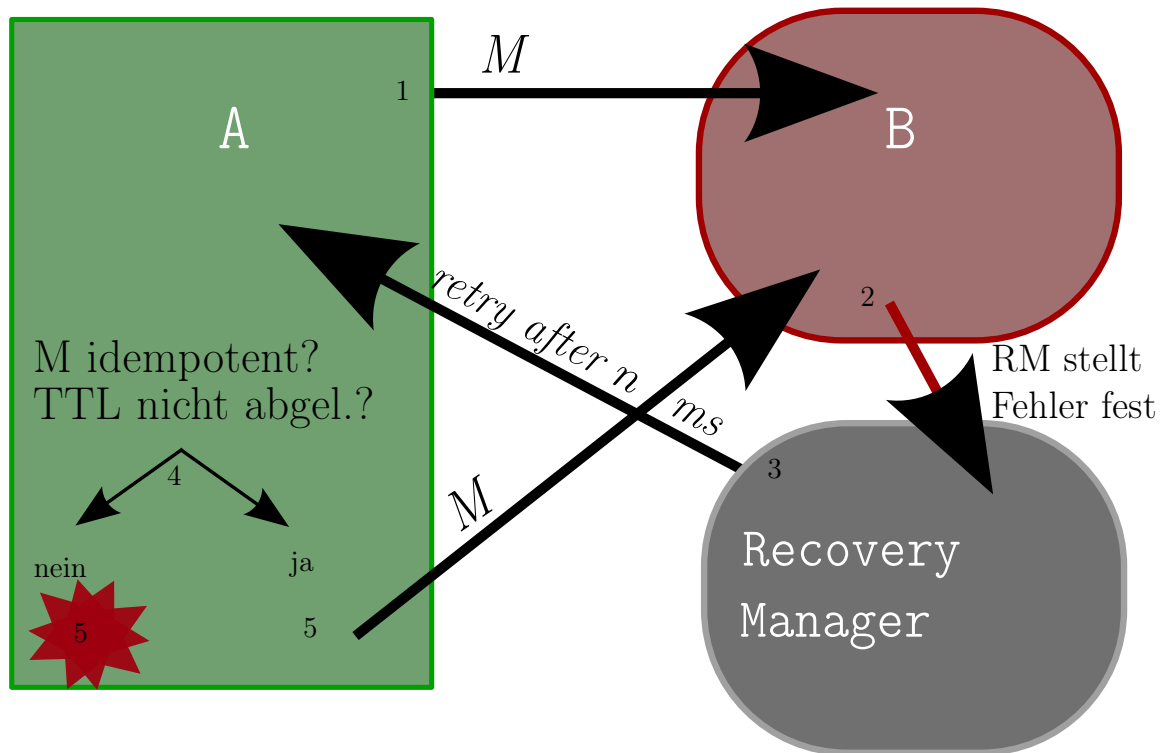 M
1
A
B
retry after n ms
2
M idempotent?
TTL nicht abgel.?
RM stellt
Fehler fest
4
3
M
nein
ja
5
5
Recovery
Manager